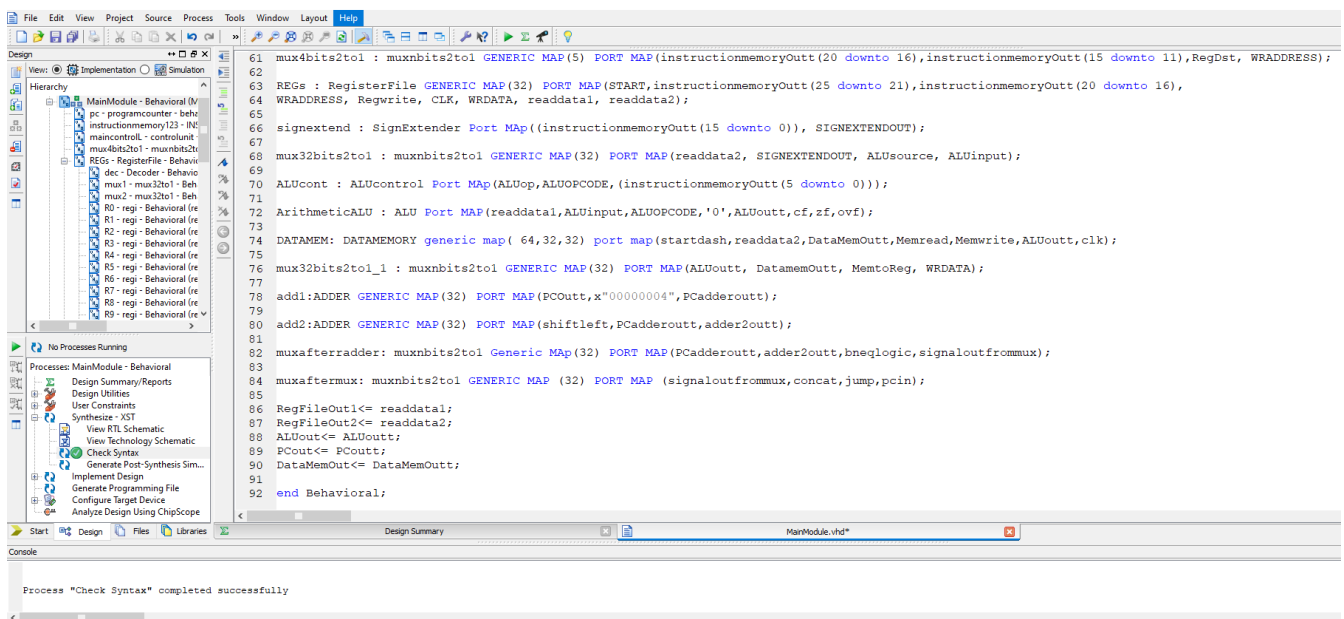 File Edit View Project Source Process Tools Window Layout Help
Design
View: Implementation Simulation
Hierarchy
MainModule - Behavioral (M
pc - programcounter - beha
instructionmemory123 - INS
maincontrolL - controlunit
mux4bits2to1 - muxnbits2to
REGs - RegisterFile - Behavio
dec - Decoder - Behavio
mux1 - mux32to1 - Beh
mux2 - mux32to1 - Beh
R0 - regi - Behavioral (re
R1 - regi - Behavioral (re
R2 - regi - Behavioral (re
R3 - regi - Behavioral (re
R4 - regi - Behavioral (re
R5 - regi - Behavioral (re
R6 - regi - Behavioral (re
R7 - regi - Behavioral (re
R8 - regi - Behavioral (re
R9 - regi - Behavioral (re
No Processes Running
Processes: MainModule - Behavioral
Design Summary/Reports
Design Utilities
User Constraints
Synthesize - XST
View RTL Schematic
View Technology Schematic
Check Syntax
Generate Post-Synthesis Sim...
Implement Design
Generate Programming File
Configure Target Device
Analyze Design Using ChipScope
Start Design Files Libraries
61 mux4bits2to1 : muxnbits2to1 GENERIC MAP(5) PORT MAP(instructionmemoryOutt(20 downto 16),instructionmemoryOutt(15 downto 11),RegDst, WRADDRESS);
62
63 REGs : RegisterFile GENERIC MAP(32) PORT MAP(START,instructionmemoryOutt(25 downto 21),instructionmemoryOutt(20 downto 16),
64 WRADDRESS, Regwrite, CLK, WRDATA, readdata1, readdata2);
65
66 signextend : SignExtender Port MAp((instructionmemoryOutt(15 downto 0)), SIGNEXTENDOUT);
67
68 mux32bits2to1 : muxnbits2to1 GENERIC MAP(32) PORT MAP(readdata2, SIGNEXTENDOUT, ALUsource, ALUinput);
69
70 ALUcont : ALUcontrol Port MAp(ALUop,ALUOPCODE,(instructionmemoryOutt(5 downto 0)));
71
72 ArithmeticALU : ALU Port MAP(readdata1,ALUinput,ALUOPCODE,'0',ALUoutt,cf,zf,ovf);
73
74 DATAMEM: DATAMEMORY generic map( 64,32,32) port map(startdash,readdata2,DataMemOutt,Memread,Memwrite,ALUoutt,clk);
75
76 mux32bits2to1_1 : muxnbits2to1 GENERIC MAP(32) PORT MAP(ALUoutt, DatamemOutt, MemtoReg, WRDATA);
77
78 add1:ADDER GENERIC MAP(32) PORT MAP(PCOutt,x"00000004",PCadderoutt);
79
80 add2:ADDER GENERIC MAP(32) PORT MAP(shiftleft,PCadderoutt,adder2outt);
81
82 muxafterradder: muxnbits2to1 Generic MAp(32) PORT MAP(PCadderoutt,adder2outt,bneqlogic,signaloutfrommux);
83
84 muxaftermux: muxnbits2to1 GENERIC MAP (32) PORT MAP (signaloutfrommux,concat,jump,pcin);
85
86 RegFileOut1<= readdata1;
87 RegFileOut2<= readdata2;
88 ALUout<= ALUoutt;
89 PCout<= PCoutt;
90 DataMemOut<= DataMemOutt;
91
92 end Behavioral;
Design Summary MainModule.vhd*
Console
Process "Check Syntax" completed successfully